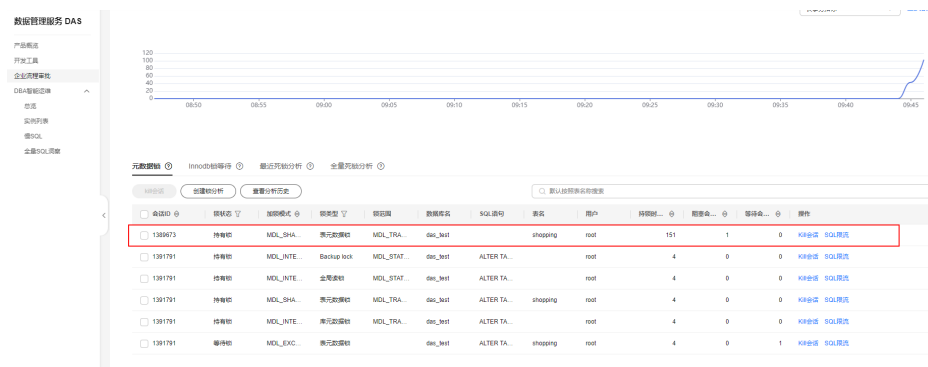 数据管理服务 DAS
产品概览
开发工具
企业流程审批
DBA智能运维
总览
实例列表
慢SQL
全量SQL洞察
120
100
80
60
40
20
0
08:50 08:55 09:00 09:05 09:10 09:15 09:20 09:25 09:30 09:35 09:40 09:45
元数据锁 Innodb锁等待 最近死锁分析 全量死锁分析
Kill会话 创建锁分析 查看分析历史 默认按照表名称搜索
会话ID 锁状态 加锁模式 锁类型 锁范围 数据库名 SQL语句 表名 用户 持锁时... 阻塞会... 等待会... 操作
1389673 持有锁 MDL_SHA... 表元数据锁 MDL_TRA... das_test shopping root 151 1 0 Kill会话 SQL限流
1391791 持有锁 MDL_INTE... Backup lock MDL_STAT... das_test ALTER TA... root 4 0 0 Kill会话 SQL限流
1391791 持有锁 MDL_INTE... 全局读锁 MDL_STAT... das_test ALTER TA... root 4 0 0 Kill会话 SQL限流
1391791 持有锁 MDL_SHA... 表元数据锁 MDL_TRA... das_test ALTER TA... shopping root 4 0 0 Kill会话 SQL限流
1391791 持有锁 MDL_INTE... 库元数据锁 MDL_TRA... das_test ALTER TA... root 4 0 0 Kill会话 SQL限流
1391791 等待锁 MDL_EXC... 表元数据锁 das_test ALTER TA... shopping root 4 0 1 Kill会话 SQL限流